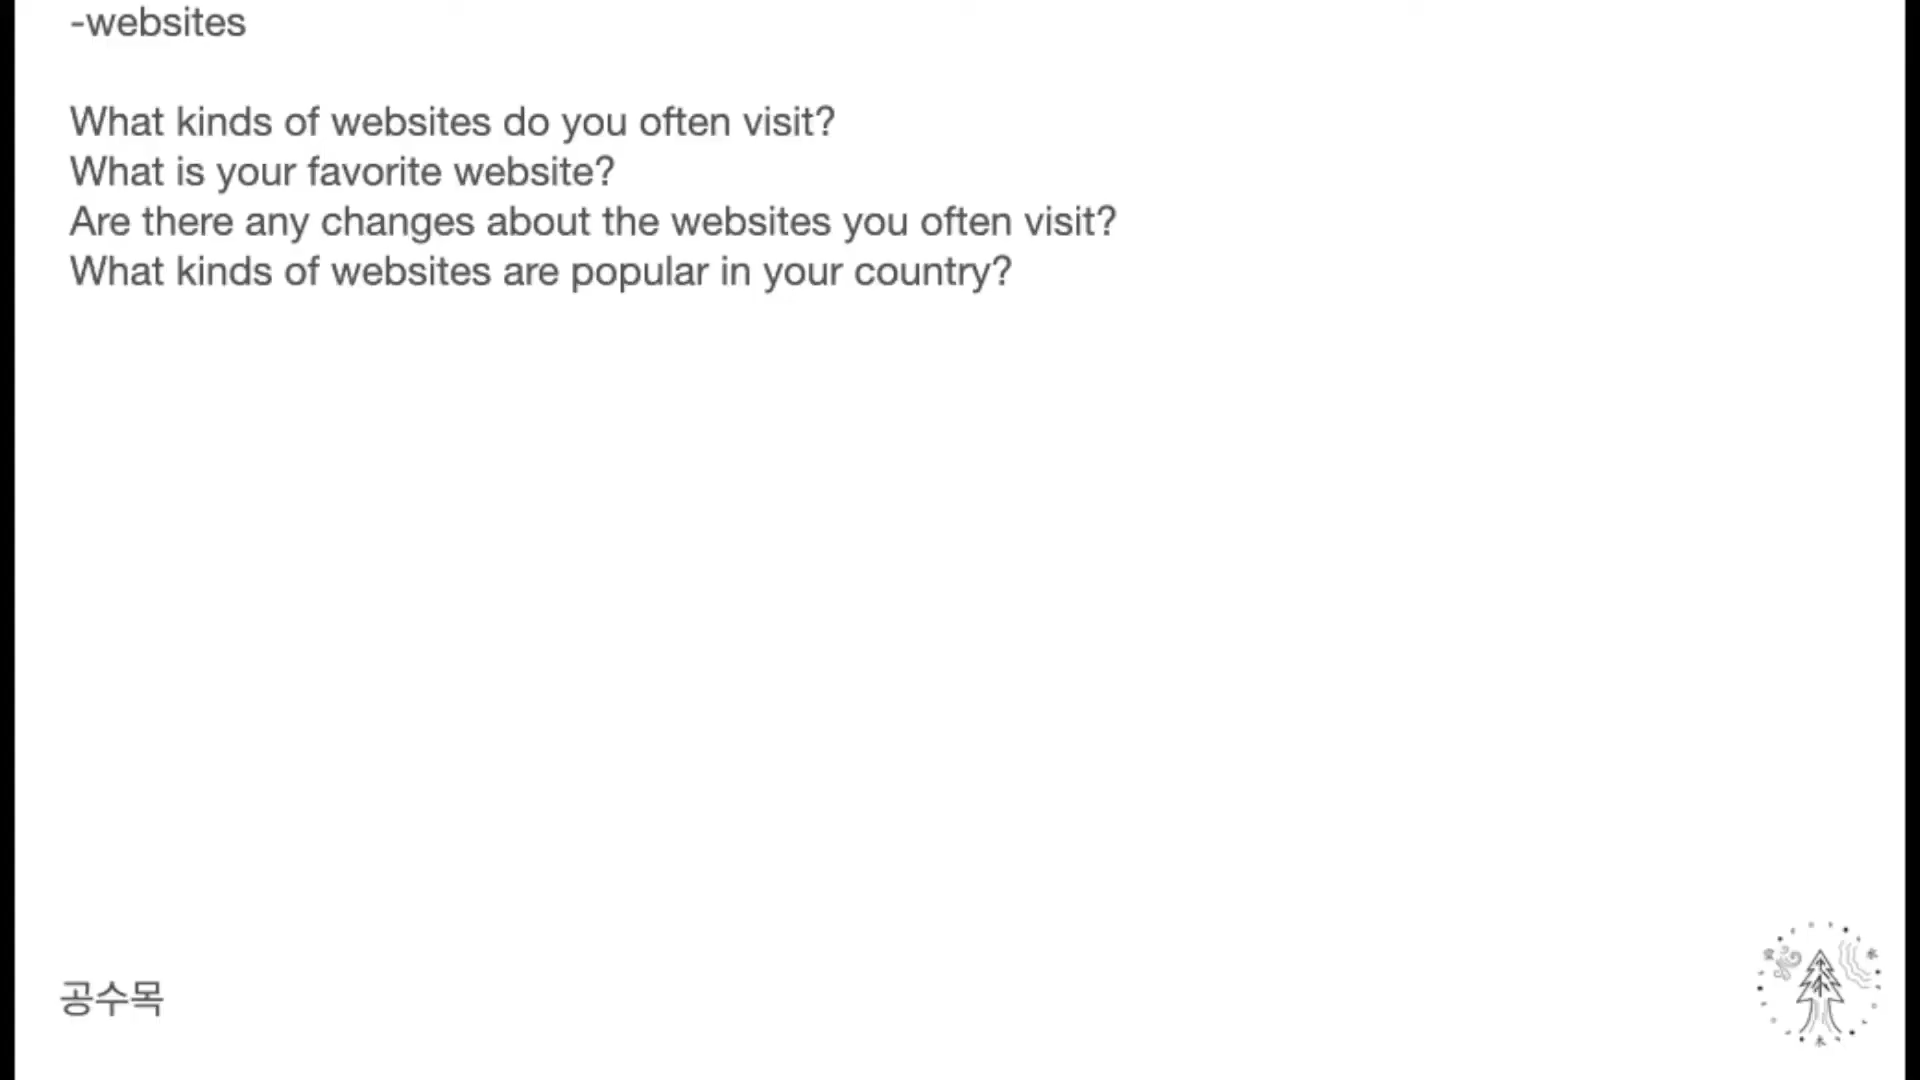 -websites
What kinds of websites do you often visit?
What is your favorite website?
Are there any changes about the websites you often visit?
What kinds of websites are popular in your country?
공수목